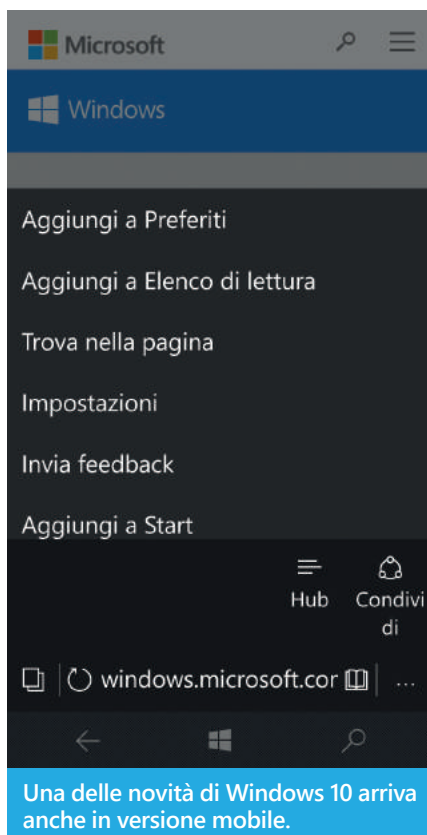 Microsoft
Windows
Aggiungi a Preferiti
Aggiungi a Elenco di lettura
Trova nella pagina
Impostazioni
Invia feedback
Aggiungi a Start
Hub
Condivi
di
windows.microsoft.cor
...
Una delle novità di Windows 10 arriva
anche in versione mobile.